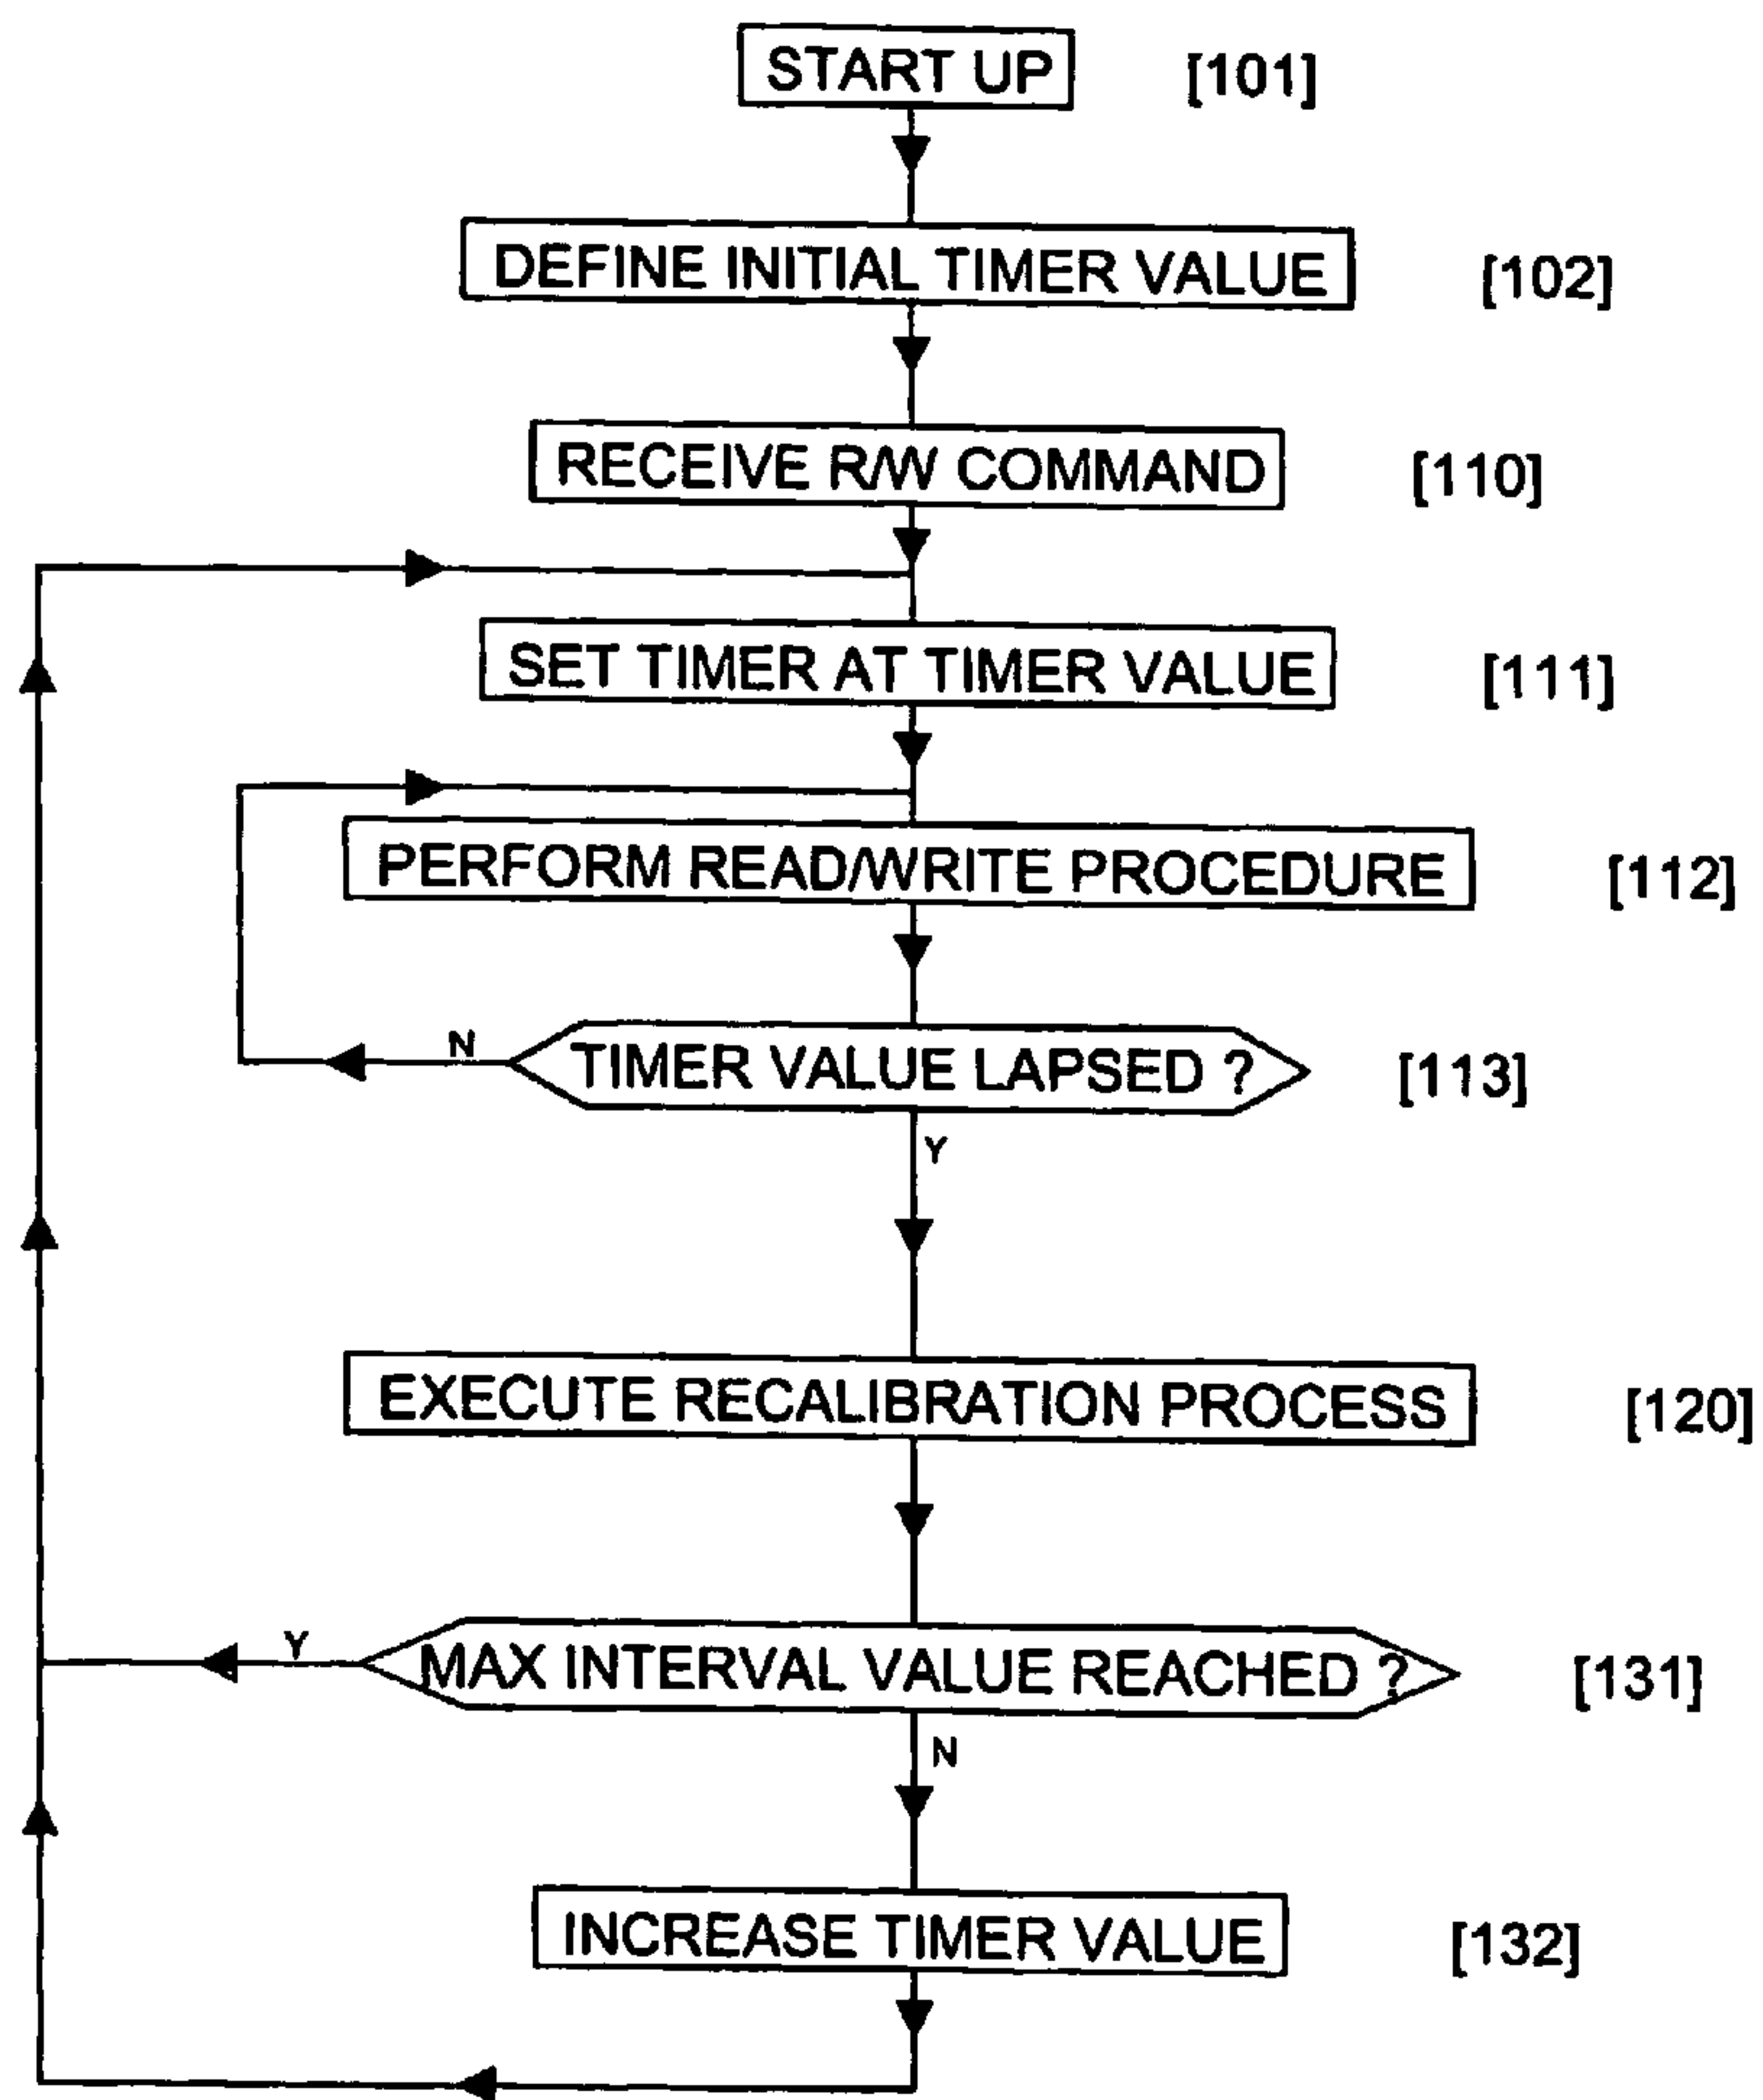 START UP [101]
DEFINE INITIAL TIMER VALUE [102]
RECEIVE R/W COMMAND [110]
SET TIMER AT TIMER VALUE [111]
PERFORM READ/WRITE PROCEDURE [112]
N TIMER VALUE LAPSED ? [113]
Y
EXECUTE RECALIBRATION PROCESS [120]
Y MAX INTERVAL VALUE REACHED ? [131]
N
INCREASE TIMER VALUE [132]